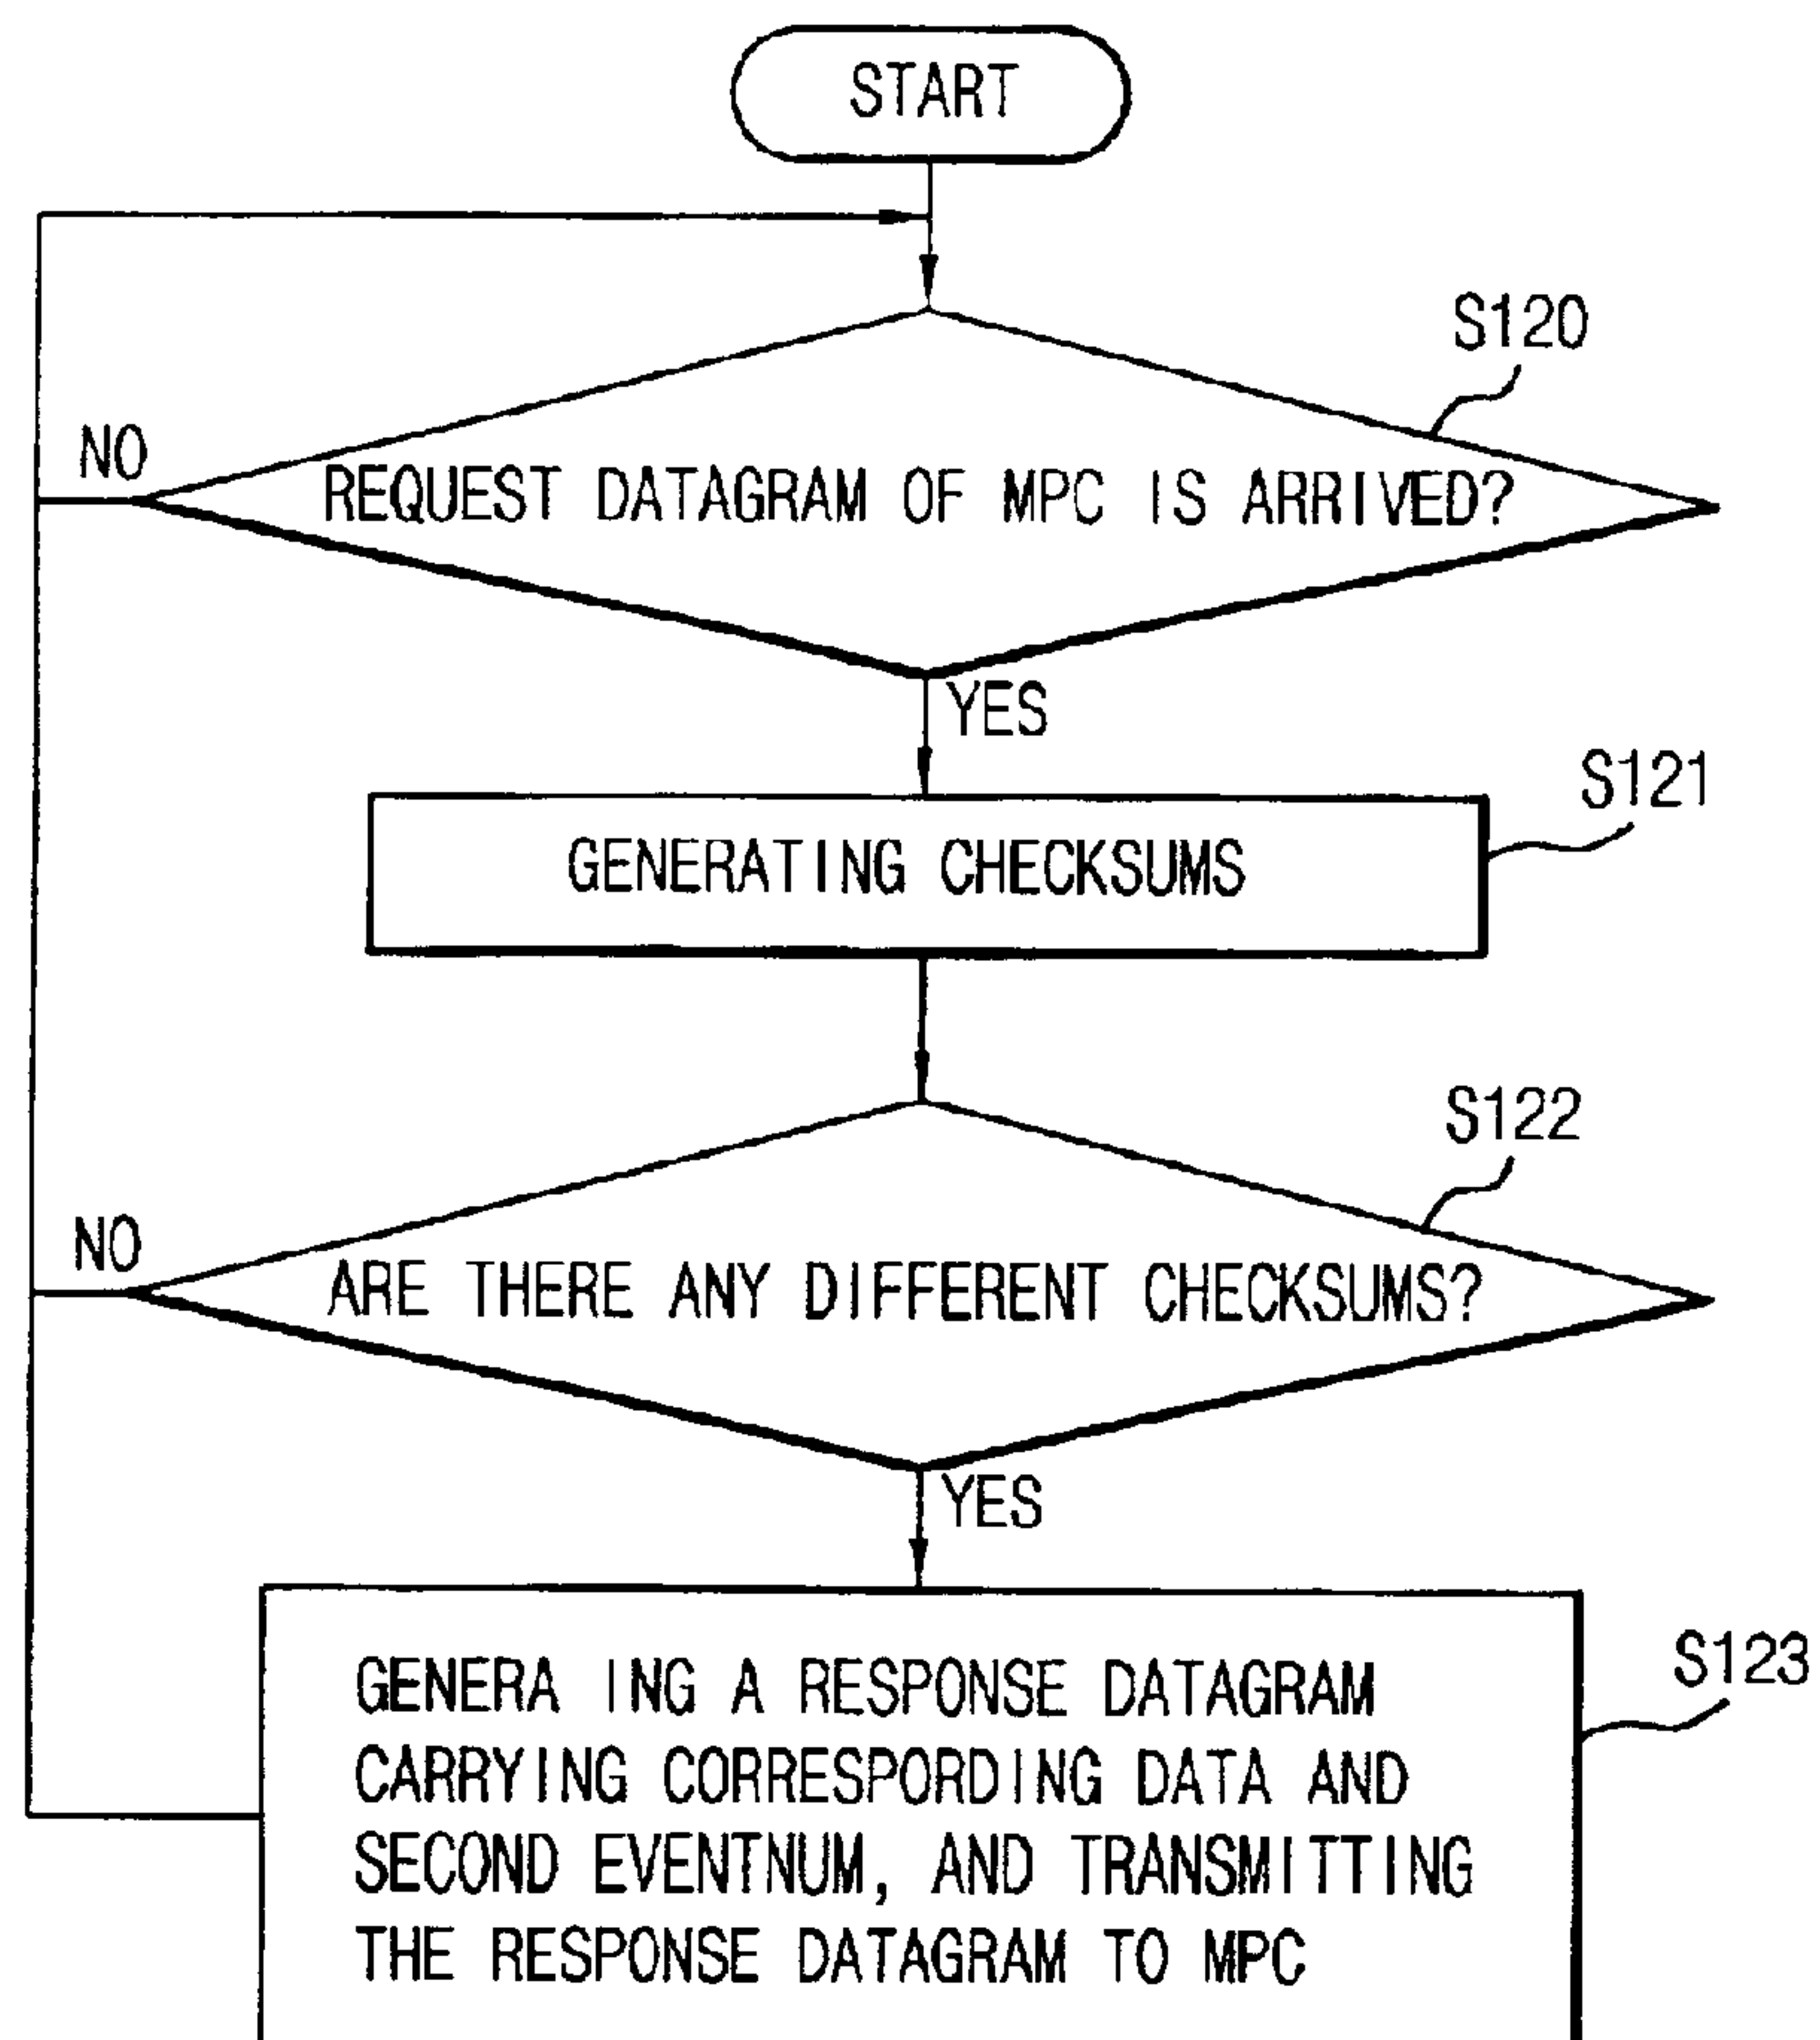 START
S120
NO
REQUEST DATAGRAM OF MPC IS ARRIVED?
YES
S121
GENERATING CHECKSUMS
S122
NO
ARE THERE ANY DIFFERENT CHECKSUMS?
YES
S123
GENERA ING A RESPONSE DATAGRAM
CARRYING CORRESPORDING DATA AND
SECOND EVENTNUM, AND TRANSMITTING
THE RESPONSE DATAGRAM TO MPC